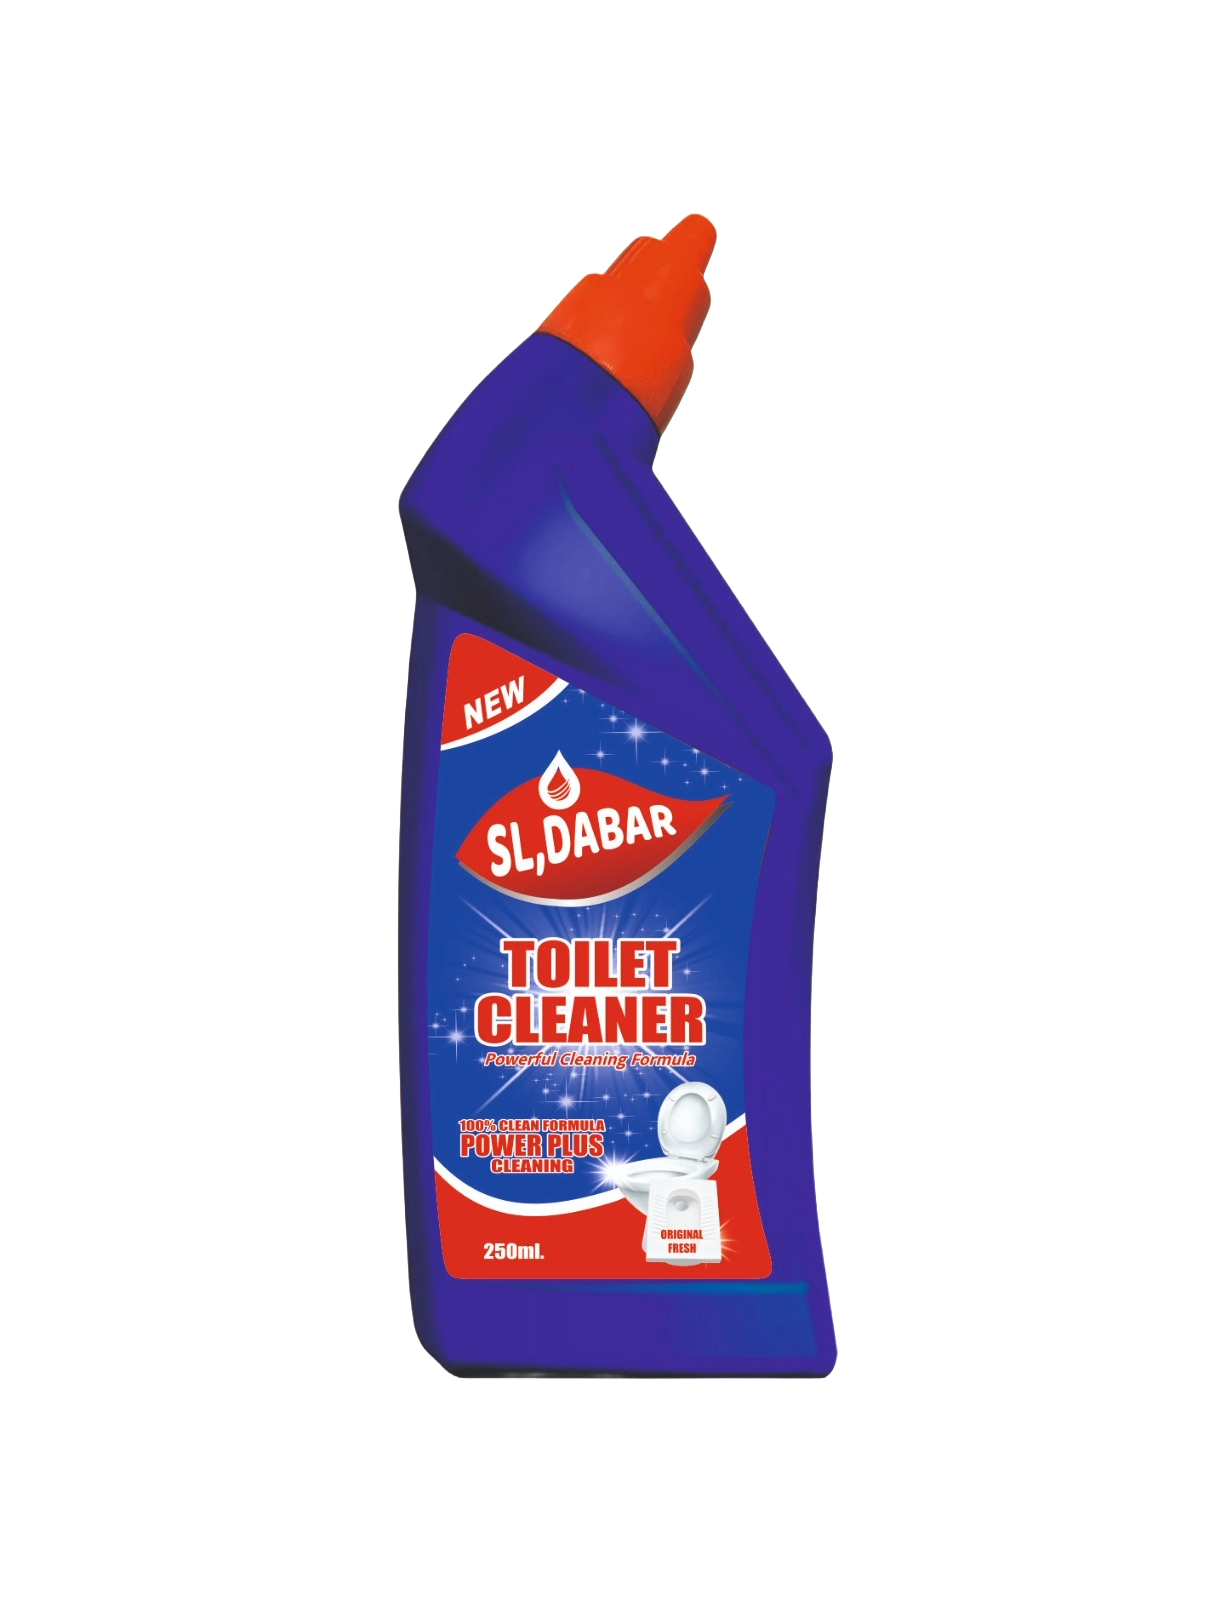 NEW
SL,DABAR
TOILET
CLEANER
Powerful Cleaning Formula
100% CLEAN FORMULA
POWER PLUS
CLEANING
ORIGINAL
FRESH
250ml.